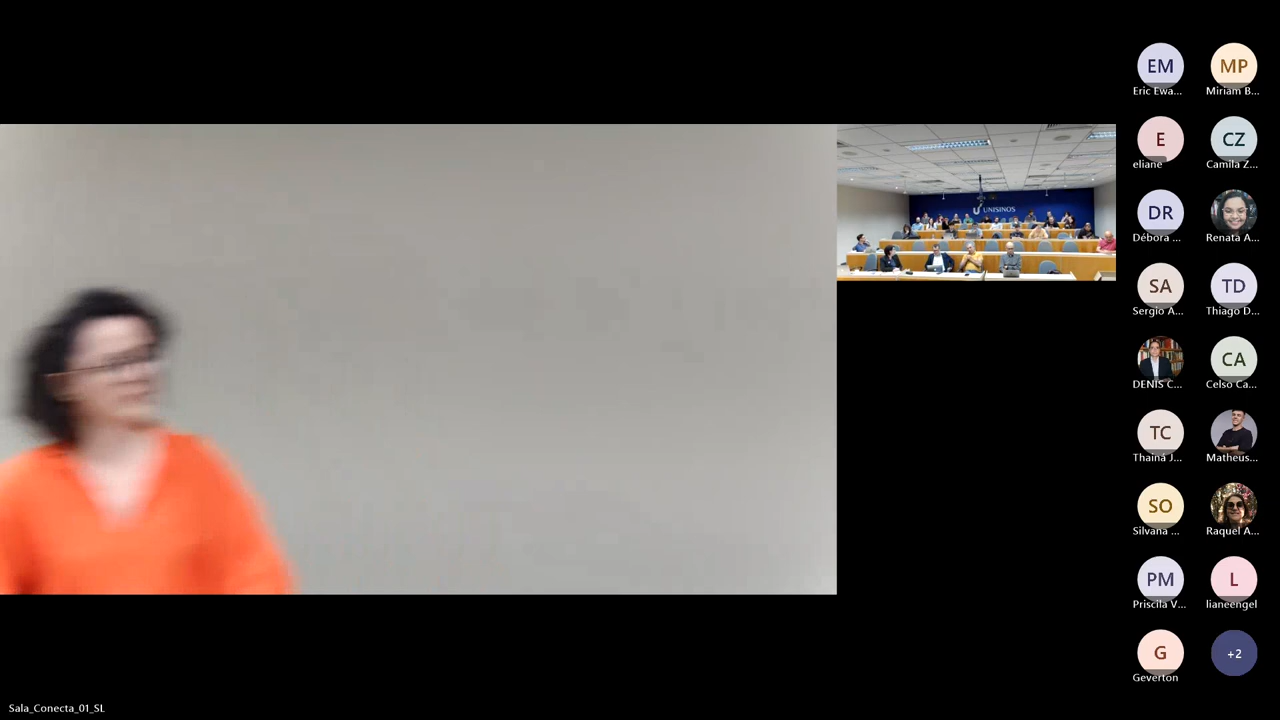 UNISINOS
EM
Eric Ewa...
MP
Miriam B...
E
eliane
CZ
Camila Z...
DR
Débora ...
Renata A...
SA
Sergio A...
TD
Thiago D...
DENIS C...
CA
Celso Ca...
TC
Thainá J...
Matheus...
SO
Silvana ...
Raquel A...
PM
Priscila V...
L
lianeengel
G
Geverton
+2
Sala_Conecta_01_SL